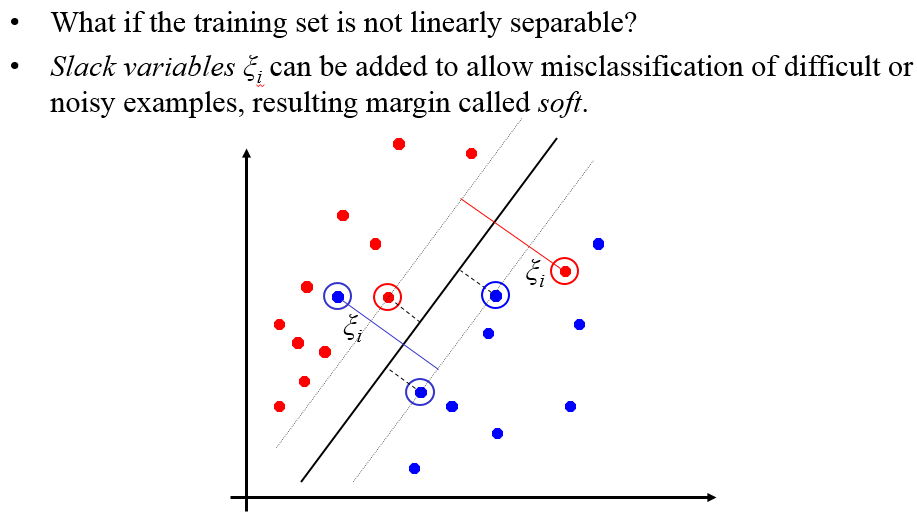 • What if the training set is not linearly separable?
• Slack variables ξi can be added to allow misclassification of difficult or
noisy examples, resulting margin called soft.
ξi
ξi